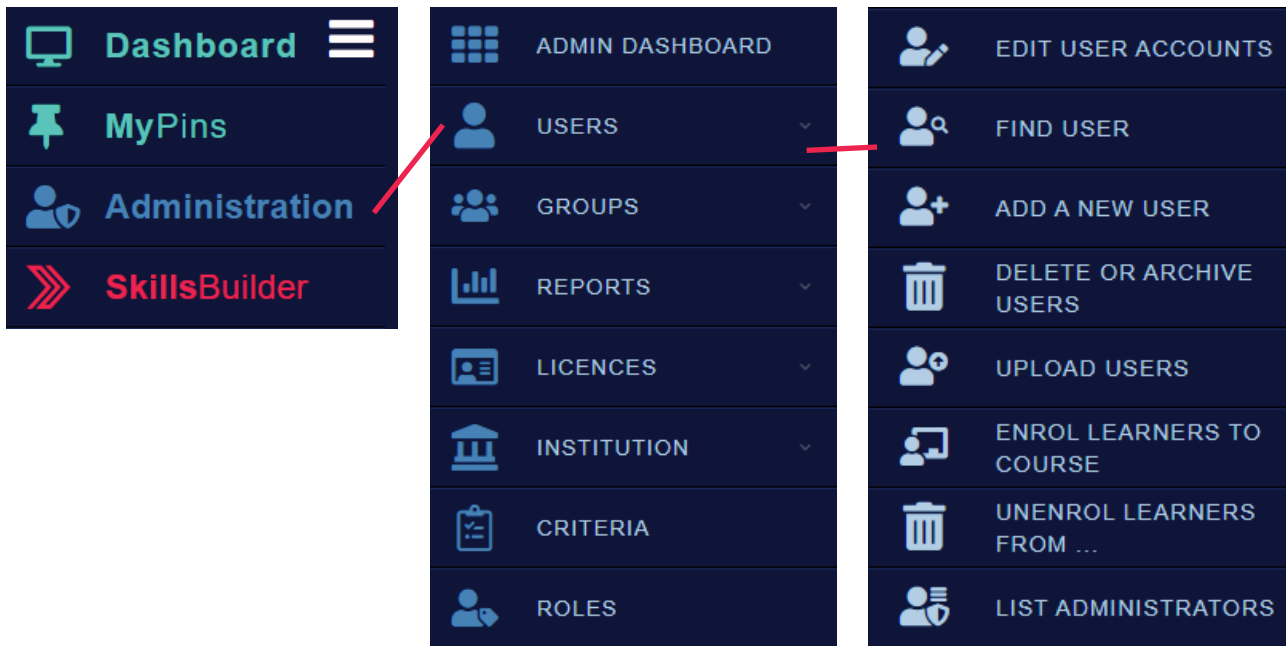 Dashboard
MyPins
Administration
SkillsBuilder
ADMIN DASHBOARD
USERS
GROUPS
REPORTS
LICENCES
INSTITUTION
CRITERIA
ROLES
EDIT USER ACCOUNTS
FIND USER
ADD A NEW USER
DELETE OR ARCHIVE
USERS
UPLOAD USERS
ENROL LEARNERS TO
COURSE
UNENROL LEARNERS
FROM ...
LIST ADMINISTRATORS